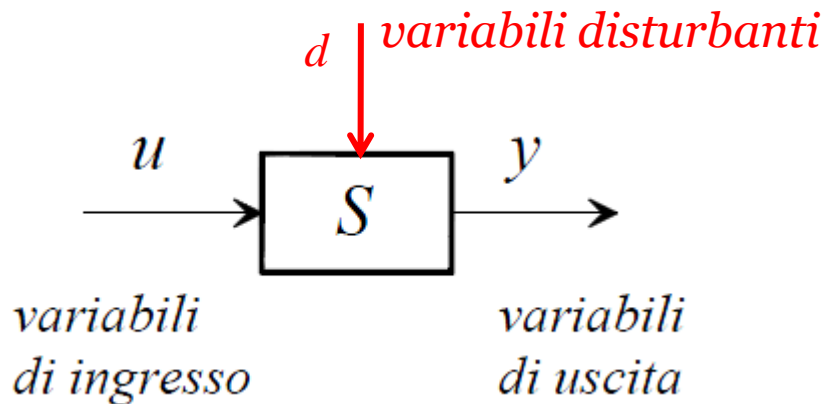 d variabili disturbanti
u
S
y
variabili
di ingresso
variabili
di uscita